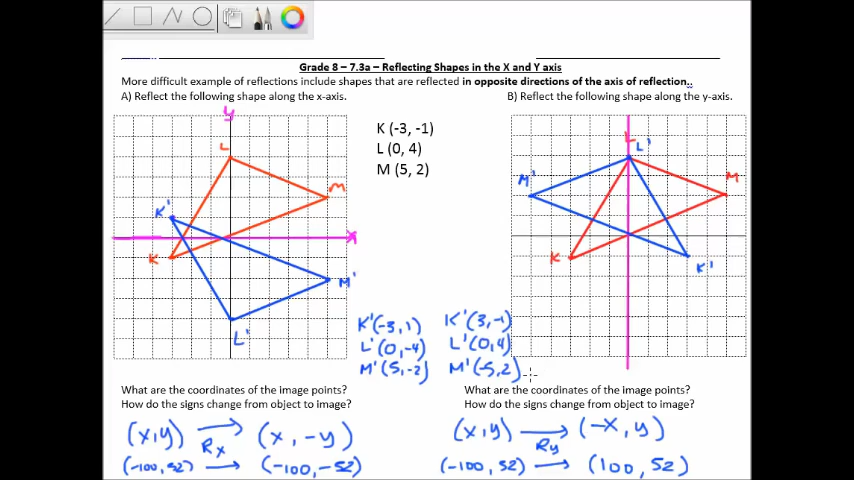 Grade 8 – 7.3a – Reflecting Shapes in the X and Y axis
More difficult example of reflections include shapes that are reflected in opposite directions of the axis of reflection..
A) Reflect the following shape along the x-axis.
B) Reflect the following shape along the y-axis.
y
L
M
K'
K
x
M'
L'
K (-3, -1)
L (0, 4)
M (5, 2)
L
L'
M'
M
K
K'
K'(-3, 1)
L'(0, -4)
M'(5, -2)
K'(3, -1)
L'(0, 4)
M'(-5, 2)
What are the coordinates of the image points?
How do the signs change from object to image?
(x, y) → (x, -y)
Rx
(-100, 52) → (-100, -52)
What are the coordinates of the image points?
How do the signs change from object to image?
(x, y) → (-x, y)
Ry
(-100, 52) → (100, 52)